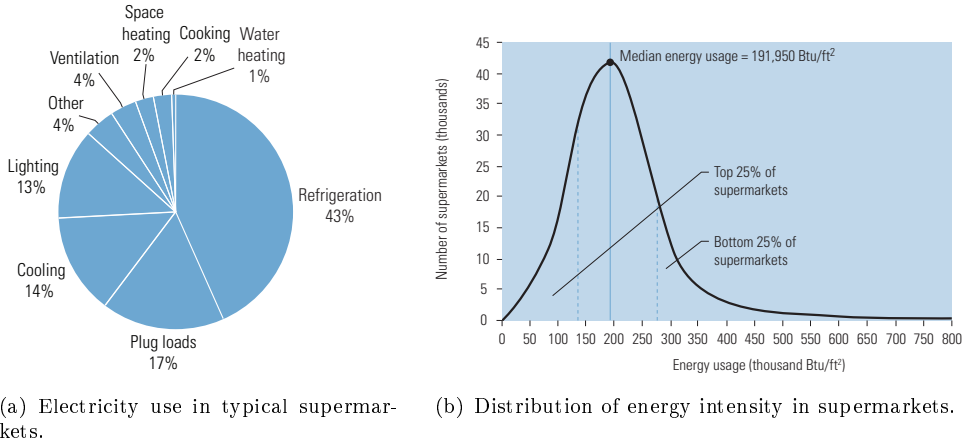 Space
heating
2%
Cooking
2%
Water
heating
1%
Ventilation
4%
Other
4%
Lighting
13%
Refrigeration
43%
Cooling
14%
Plug loads
17%
(a) Electricity use in typical supermar-
kets.
Number of supermarkets (thousands)
45
40
35
30
25
20
15
10
5
0
Median energy usage = 191,950 Btu/ft²
Top 25% of
supermarkets
Bottom 25% of
supermarkets
0 50 100 150 200 250 300 350 400 450 500 550 600 650 700 750 800
Energy usage (thousand Btu/ft²)
(b) Distribution of energy intensity in supermarkets.